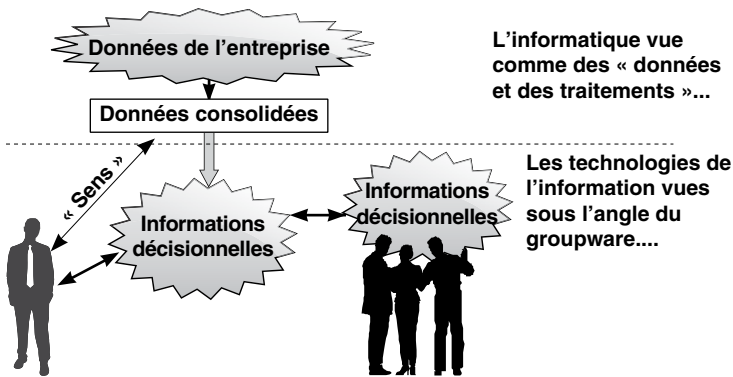 Données de l'entreprise
L'informatique vue
comme des « données
et des traitements »...
Données consolidées
« Sens »
Informations
décisionnelles
Informations
décisionnelles
Les technologies de
l'information vues
sous l'angle du
groupware....